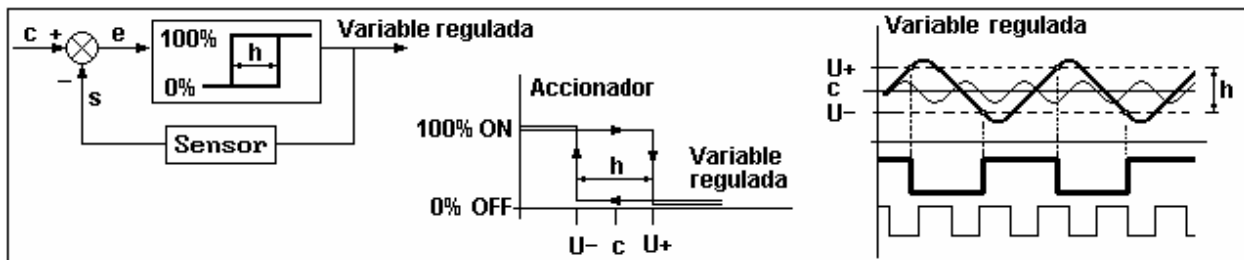 c + e
100%
h
0%
Variable regulada
−
s
Sensor
Accionador
100% ON
h
Variable
regulada
0% OFF
U− c U+
Variable regulada
U+
c
U−
h